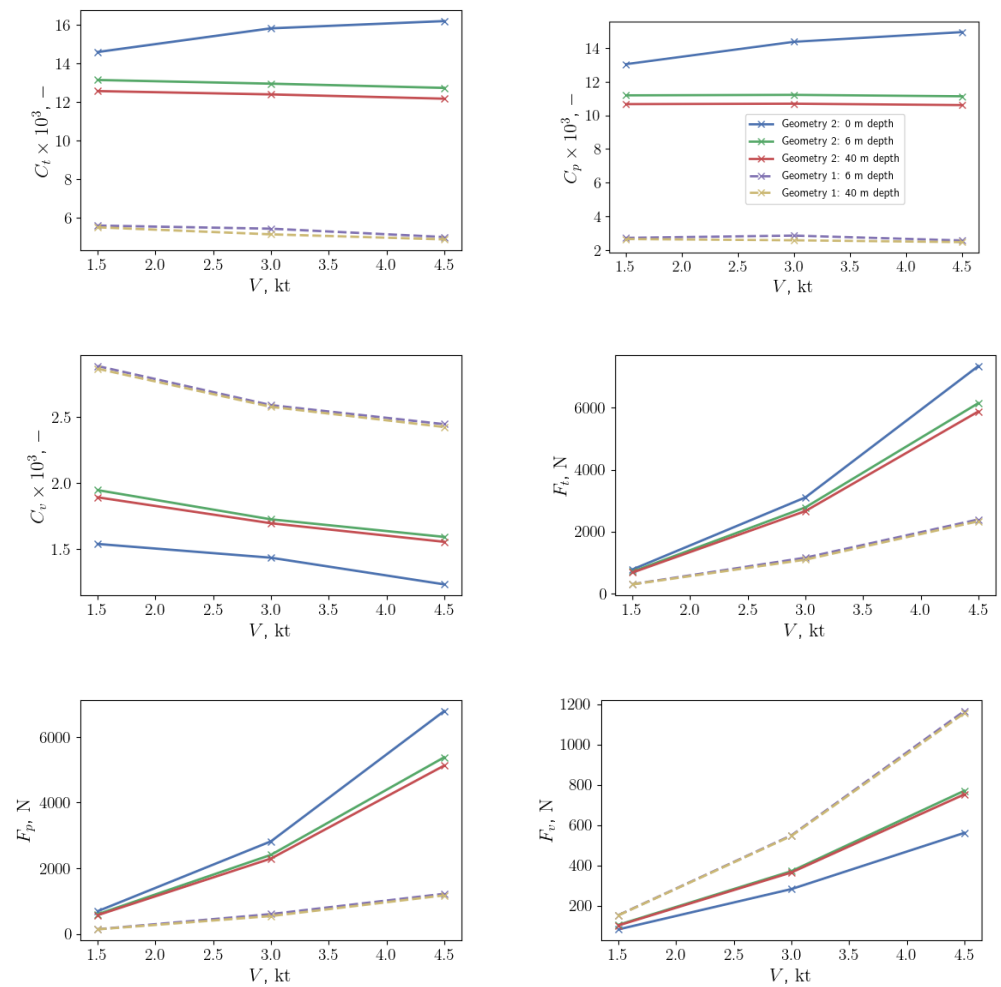 16
14
12
10
8
6
C_t × 10^3, −
1.5 2.0 2.5 3.0 3.5 4.0 4.5
V, kt
14
12
10
8
6
4
2
C_p × 10^3, −
Geometry 2: 0 m depth
Geometry 2: 6 m depth
Geometry 2: 40 m depth
Geometry 1: 6 m depth
Geometry 1: 40 m depth
1.5 2.0 2.5 3.0 3.5 4.0 4.5
V, kt
2.5
2.0
1.5
C_v × 10^3, −
1.5 2.0 2.5 3.0 3.5 4.0 4.5
V, kt
6000
4000
2000
0
F_t, N
1.5 2.0 2.5 3.0 3.5 4.0 4.5
V, kt
6000
4000
2000
0
F_p, N
1.5 2.0 2.5 3.0 3.5 4.0 4.5
V, kt
1200
1000
800
600
400
200
F_v, N
1.5 2.0 2.5 3.0 3.5 4.0 4.5
V, kt